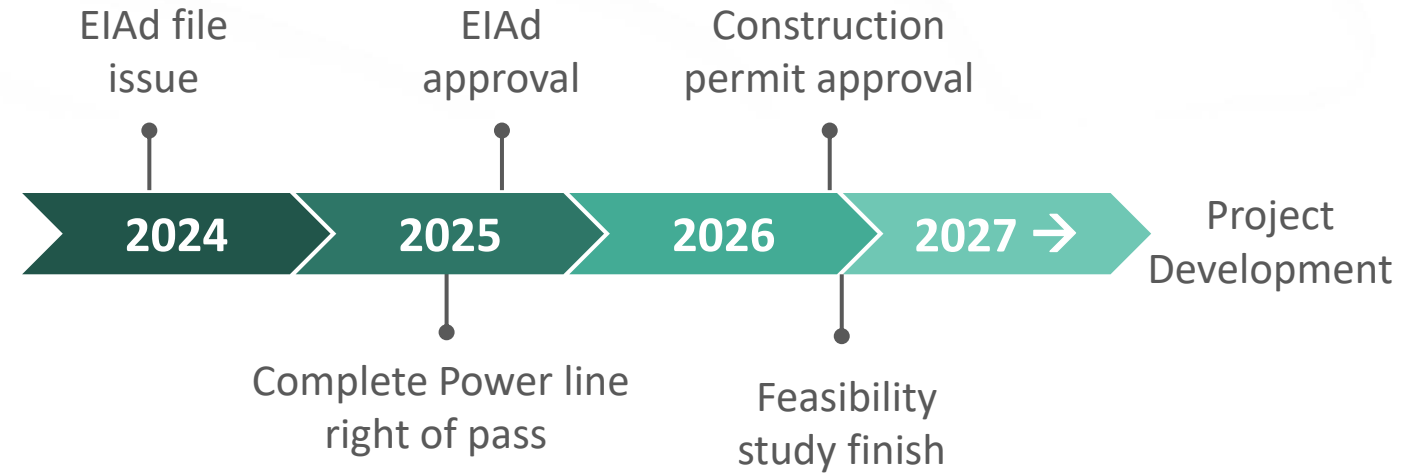 EIAd file
issue
EIAd
approval
Construction
permit approval
2024
2025
2026
2027 →
Project
Development
Complete Power line
right of pass
Feasibility
study finish